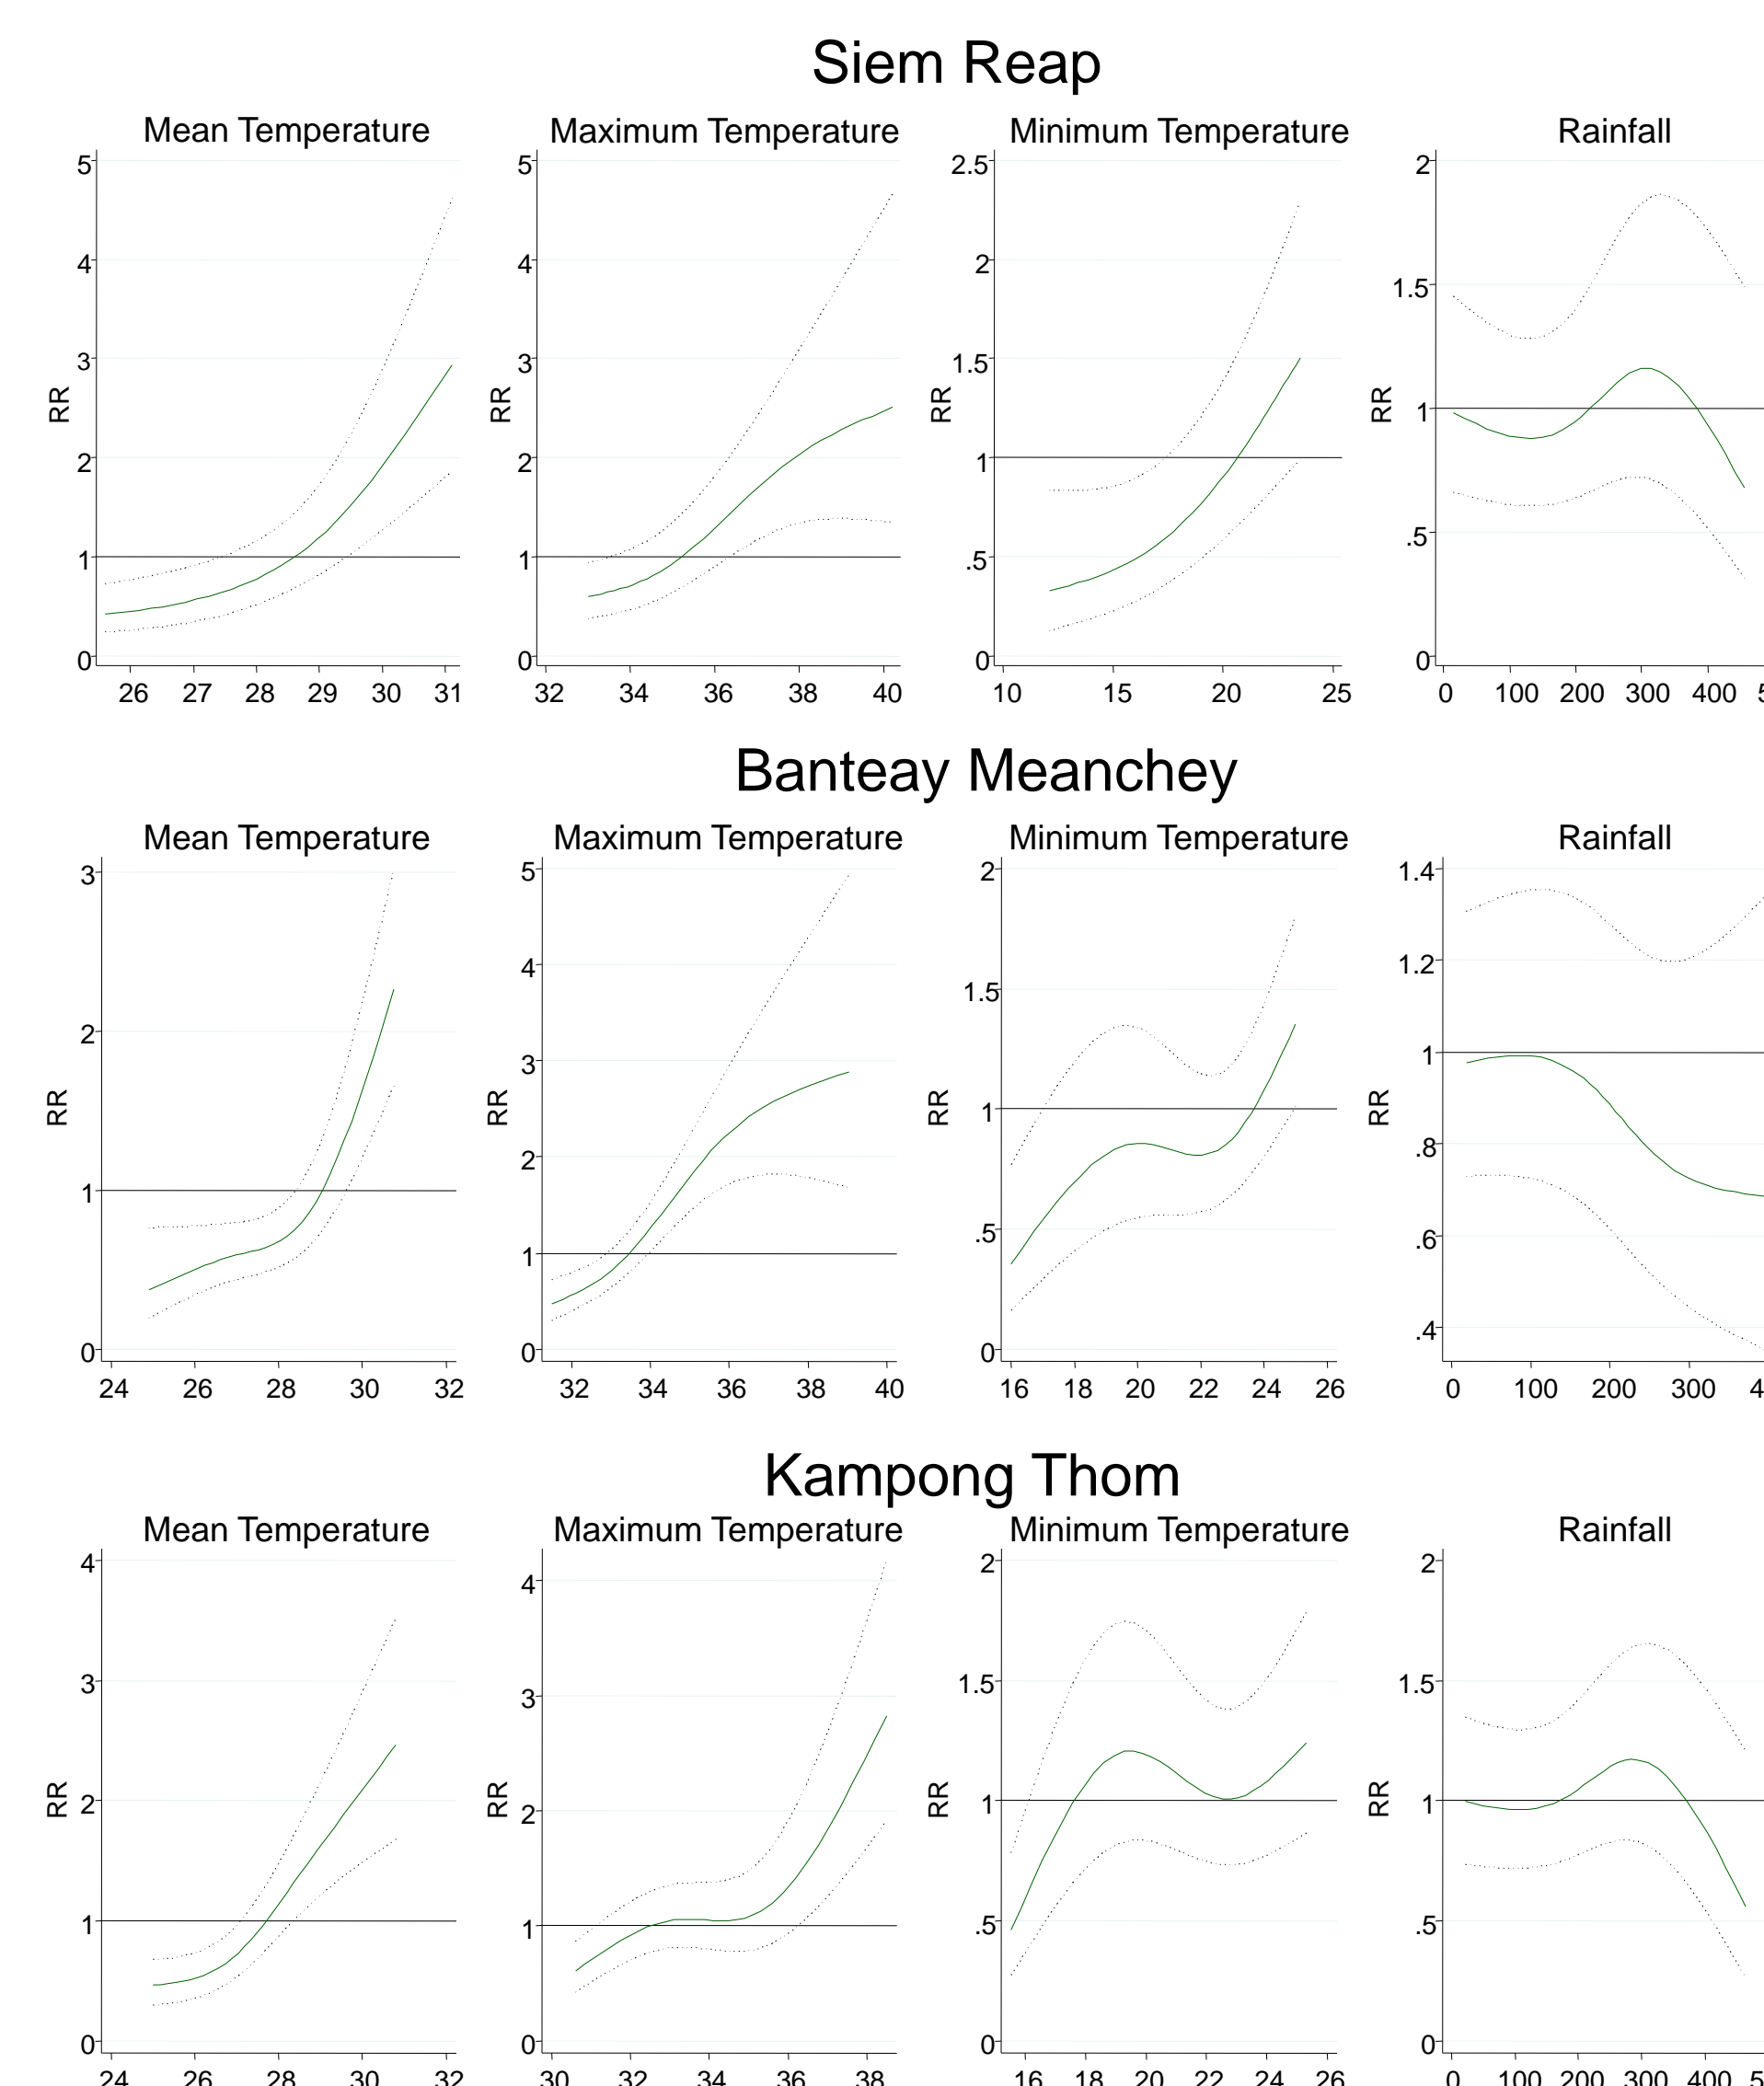 Siem Reap
Mean Temperature Maximum Temperature Minimum Temperature Rainfall
5 5 2.5 2
4 4 2 1.5
3 3 1.5
RR RR RR RR 1
2 2 1
1 1 .5 .5
0 0 0 0
26 27 28 29 30 31 32 34 36 38 40 10 15 20 25 0 100 200 300 400
Banteay Meanchey
Mean Temperature Maximum Temperature Minimum Temperature Rainfall
3 5 2 1.4
4 1.5 1.2
2 3 1
RR RR RR RR
1 2 1 .8
1 .5 .6
0 0 0 .4
24 26 28 30 32 32 34 36 38 40 16 18 20 22 24 26 0 100 200 300
Kampong Thom
Mean Temperature Maximum Temperature Minimum Temperature Rainfall
4 4 2 2
3 3 1.5 1.5
RR RR RR RR
2 2 1 1
1 1 .5 .5
0 0 0 0
24 26 28 30 32 30 32 34 36 38 16 18 20 22 24 26 0 100 200 300 400